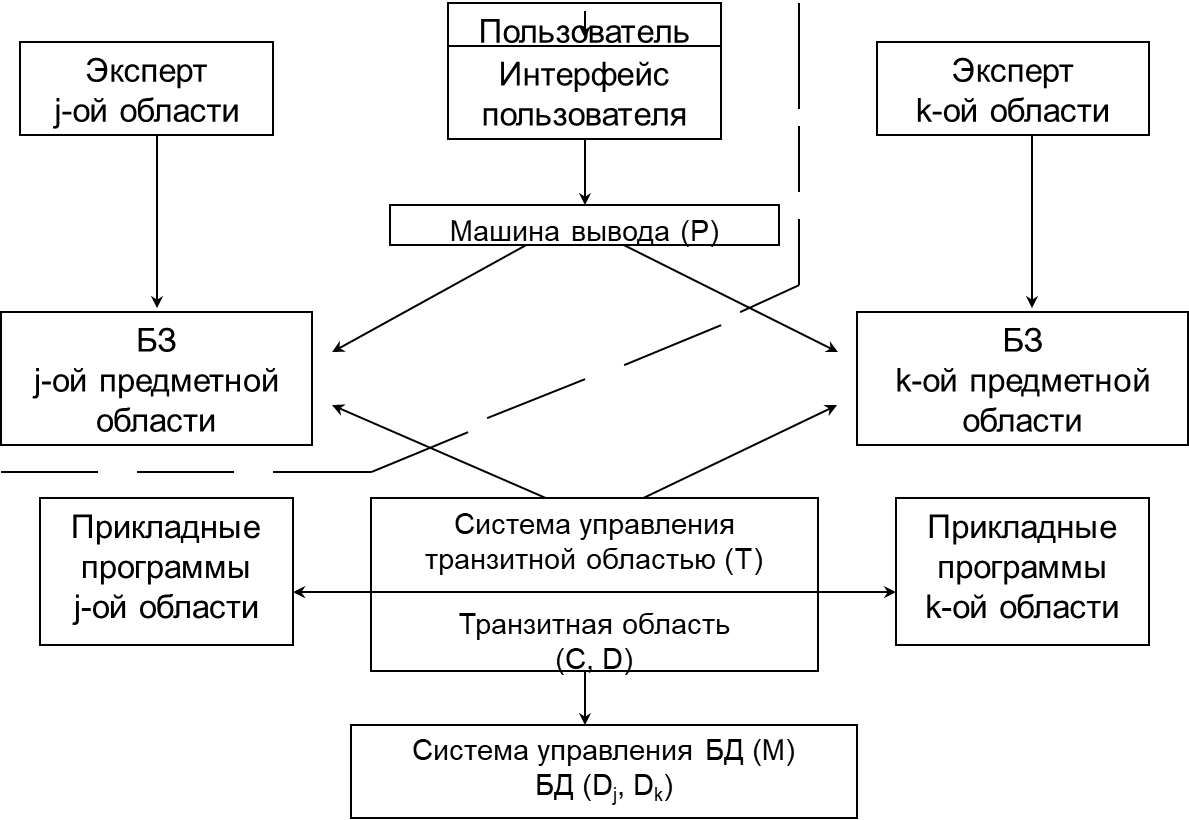 Пользователь
Эксперт
j-ой области
Интерфейс
пользователя
Эксперт
k-ой области
Машина вывода (P)
БЗ
j-ой предметной
области
БЗ
k-ой предметной
области
Прикладные
программы
j-ой области
Система управления
транзитной областью (T)
Транзитная область
(C, D)
Прикладные
программы
k-ой области
Система управления БД (M)
БД (Dj, Dk)